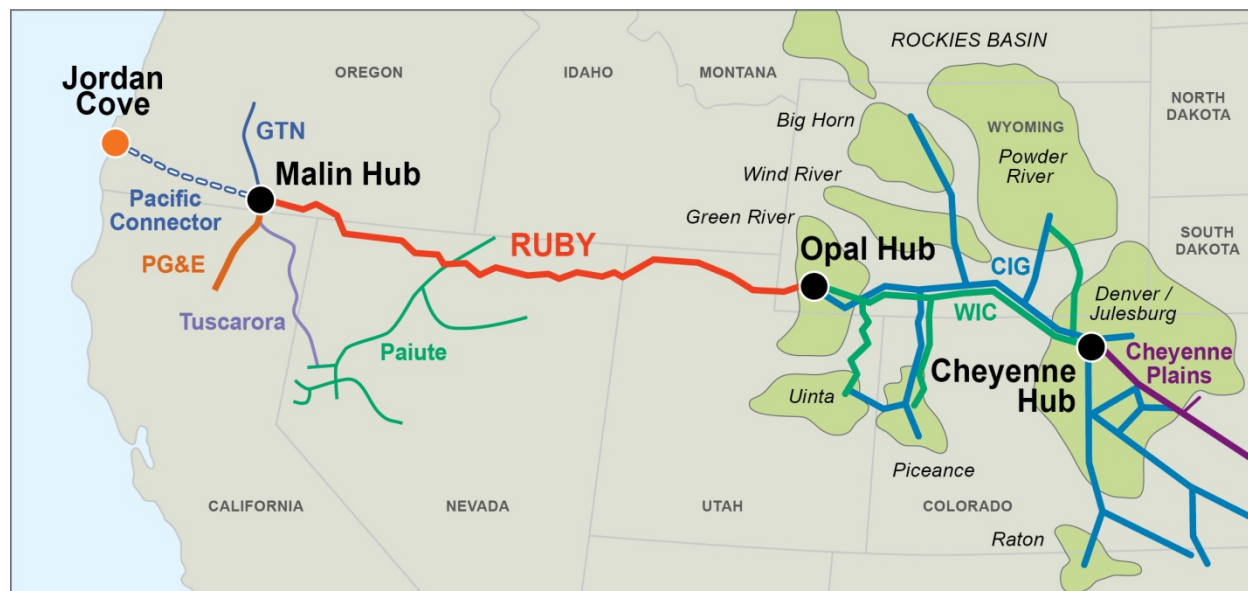 ROCKIES BASIN
Jordan
Cove
OREGON
IDAHO
MONTANA
NORTH
DAKOTA
Big Horn
WYOMING
Powder
River
GTN
Malin Hub
Wind River
Pacific
Connector
Green River
SOUTH
DAKOTA
PG&E
RUBY
Opal Hub
CIG
Denver /
Julesburg
WIC
Tuscarora
Paiute
Cheyenne
Hub
Cheyenne
Plains
Uinta
Piceance
CALIFORNIA
NEVADA
UTAH
COLORADO
Raton